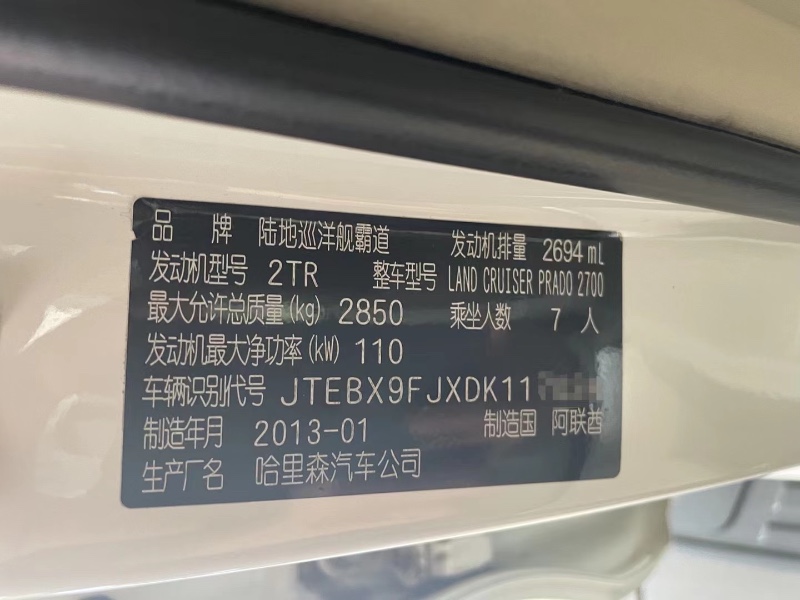 品 牌 陆地巡洋舰霸道 发动机排量 2694 mL
发动机型号 2TR 整车型号 LAND CRUISER PRADO 2700
最大允许总质量(kg) 2850 乘坐人数 7 人
发动机最大净功率(kW) 110
车辆识别代号 JTEBX9FJXDK11
制造年月 2013-01 制造国 阿联酋
生产厂名 哈里森汽车公司